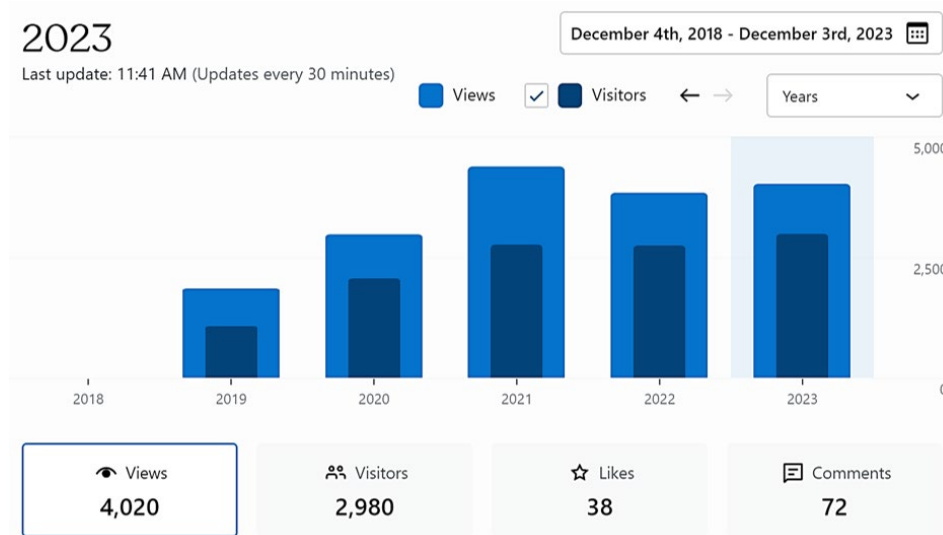 2023
December 4th, 2018 - December 3rd, 2023
Last update: 11:41 AM (Updates every 30 minutes)
Views Visitors ← → Years
5,000
2,500
0
2018 2019 2020 2021 2022 2023
Views Visitors Likes Comments
4,020 2,980 38 72